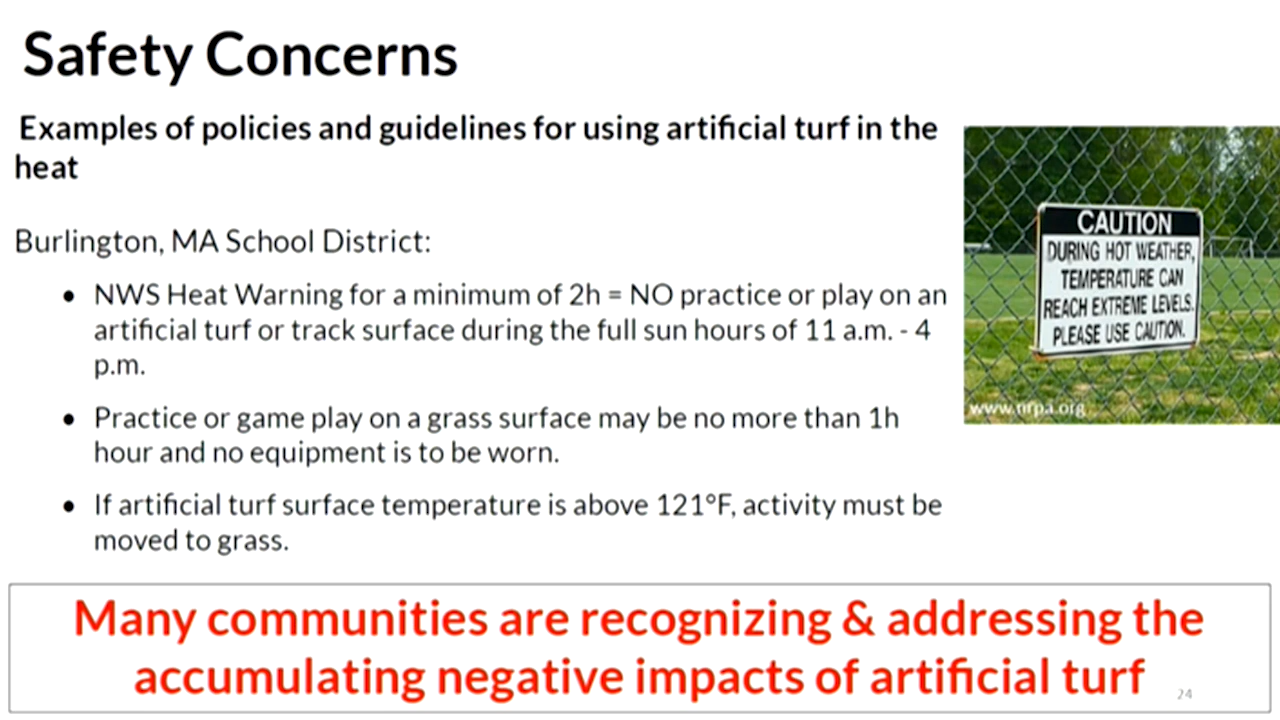 Safety Concerns
Examples of policies and guidelines for using artificial turf in the
heat
Burlington, MA School District:
• NWS Heat Warning for a minimum of 2h = NO practice or play on an
artificial turf or track surface during the full sun hours of 11 a.m. - 4
p.m.
• Practice or game play on a grass surface may be no more than 1h
hour and no equipment is to be worn.
• If artificial turf surface temperature is above 121°F, activity must be
moved to grass.
CAUTION
DURING HOT WEATHER,
TEMPERATURE CAN
REACH EXTREME LEVELS.
PLEASE USE CAUTION.
www.nrpa.org
Many communities are recognizing & addressing the
accumulating negative impacts of artificial turf
24